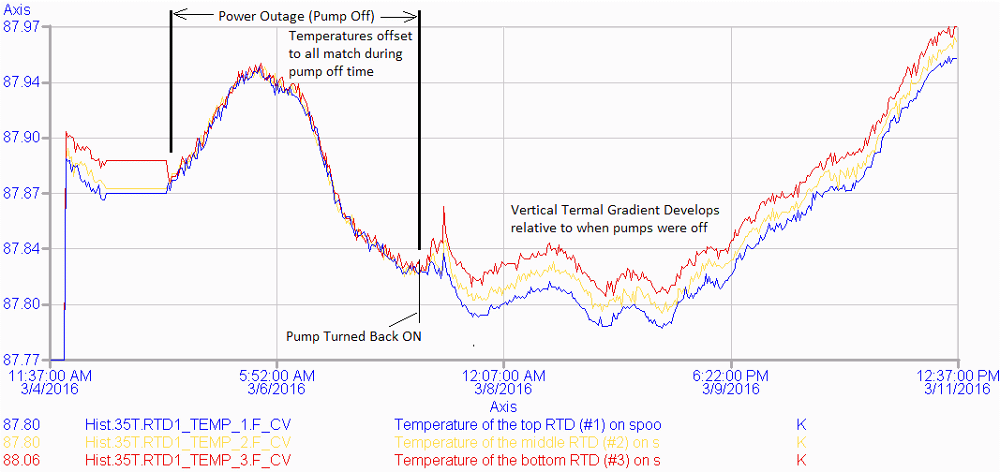 Axis
87.97
87.94
87.90
87.87
87.84
87.80
87.77
Power Outage (Pump Off)
Temperatures offset
to all match during
pump off time
Vertical Termal Gradient Develops
relative to when pumps were off
Pump Turned Back ON
11:37:00 AM
3/4/2016
5:52:00 AM
3/6/2016
12:07:00 AM
3/8/2016
6:22:00 PM
3/9/2016
12:37:00 PM
3/11/2016
Axis
87.80 Hist.35T.RTD1_TEMP_1.F_CV Temperature of the top RTD (#1) on spoo K
87.80 Hist.35T.RTD1_TEMP_2.F_CV Temperature of the middle RTD (#2) on s K
88.06 Hist.35T.RTD1_TEMP_3.F_CV Temperature of the bottom RTD (#3) on s K